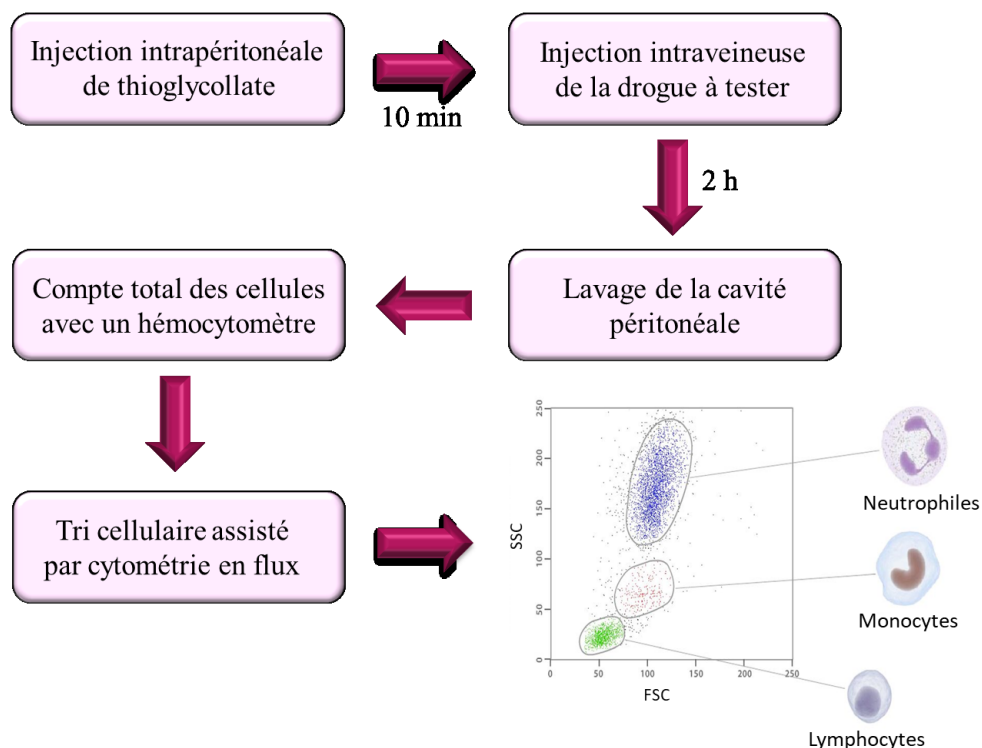 Injection intrapéritonéale
de thioglycollate
10 min
Injection intraveineuse
de la drogue à tester
2 h
Lavage de la cavité
péritonéale
Compte total des cellules
avec un hémocytomètre
Tri cellulaire assisté
par cytométrie en flux
250
200
150
100
50
0
SSC
50
100
150
200
250
FSC
Neutrophiles
Monocytes
Lymphocytes